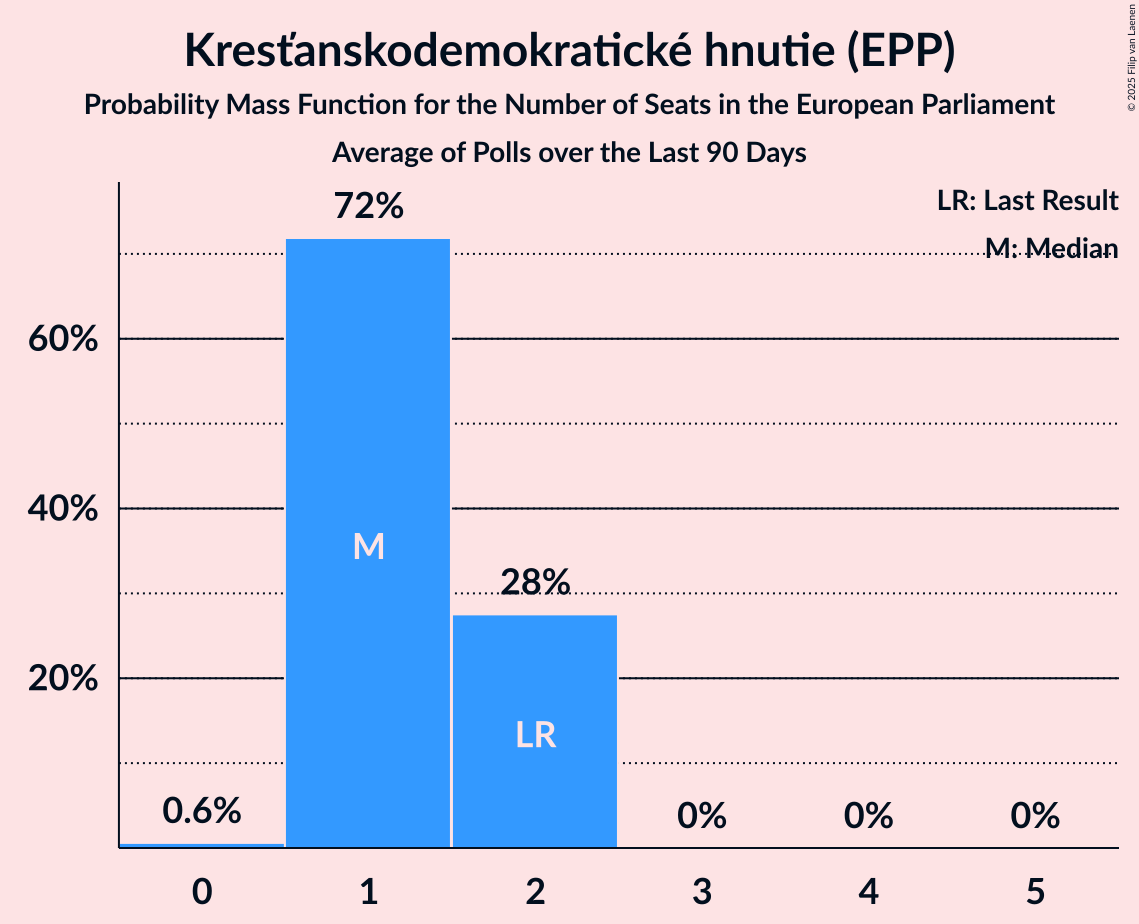 Kresťanskodemokratické hnutie (EPP)
Probability Mass Function for the Number of Seats in the European Parliament
Average of Polls over the Last 90 Days
© 2025 Filip van Laenen
LR: Last Result
M: Median
72%
60%
40%
M
28%
20%
LR
0.6%
0%
0%
0%
0
1
2
3
4
5